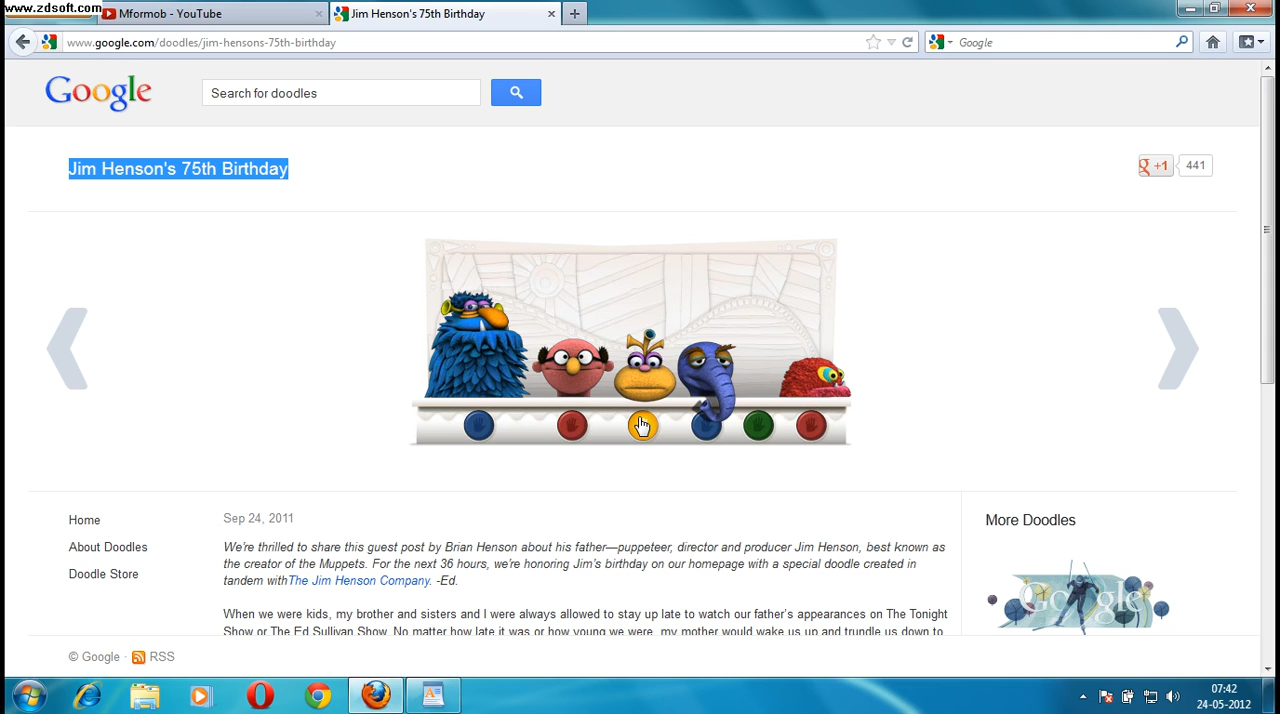 www.zdsoft.com
Mformob - YouTube
Jim Henson's 75th Birthday
www.google.com/doodles/jim-hensons-75th-birthday
Google
Google
Search for doodles
Jim Henson's 75th Birthday
g +1
441
Home
About Doodles
Doodle Store
Sep 24, 2011
We're thrilled to share this guest post by Brian Henson about his father—puppeteer, director and producer Jim Henson, best known as
the creator of the Muppets. For the next 36 hours, we're honoring Jim's birthday on our homepage with a special doodle created in
tandem withThe Jim Henson Company. -Ed.
When we were kids, my brother and sisters and I were always allowed to stay up late to watch our father's appearances on The Tonight
Show or The Ed Sullivan Show. No matter how late it was or how young we were, my mother would wake us up and trundle us down to
More Doodles
Google
© Google · RSS
07:42
24-05-2012